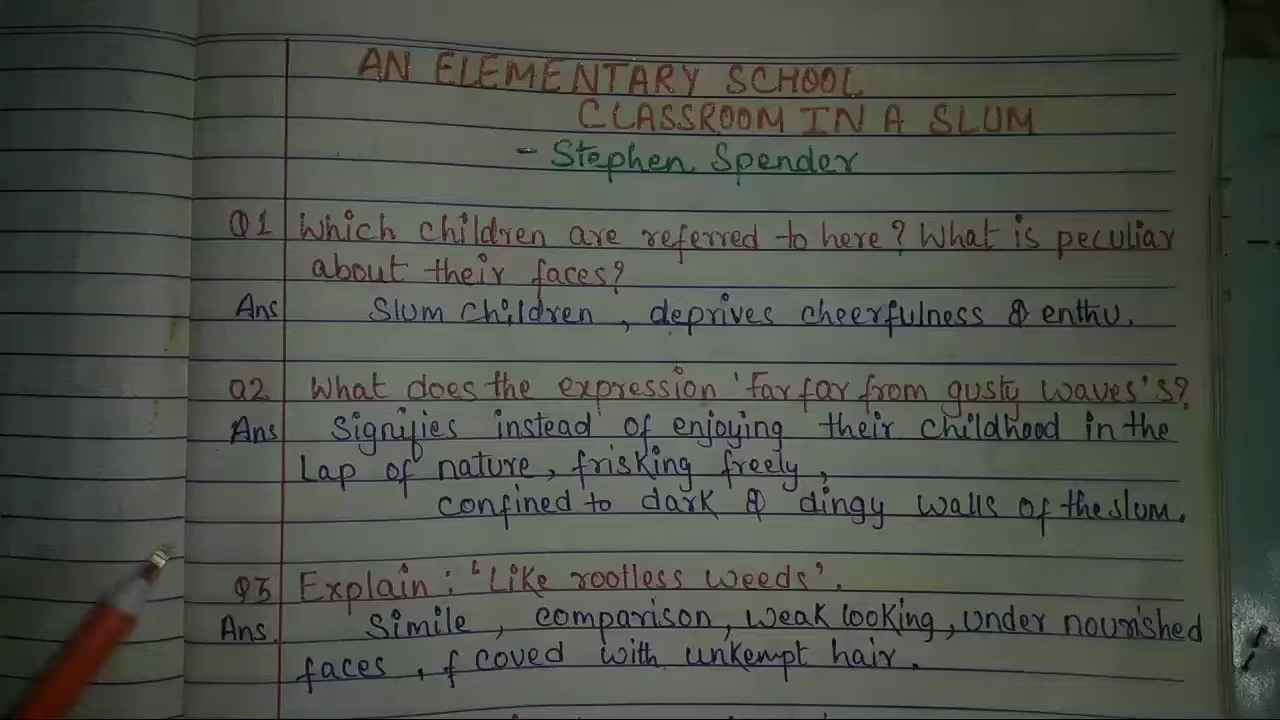 AN ELEMENTARY SCHOOL
CLASSROOM IN A SLUM
- Stephen Spender
Q1 Which children are referred to here? What is peculiar
about their faces?
Ans Slum children, deprives cheerfulness & enthu.
Q2 What does the expression 'far far from gusty waves's?
Ans Signifies instead of enjoying their childhood in the
Lap of nature, frisking freely,
confined to dark & dingy walls of the slum.
Q3 Explain: 'Like rootless weeds'.
Ans Simile, comparison, weak looking, under nourished
faces, f coved with unkempt hair.